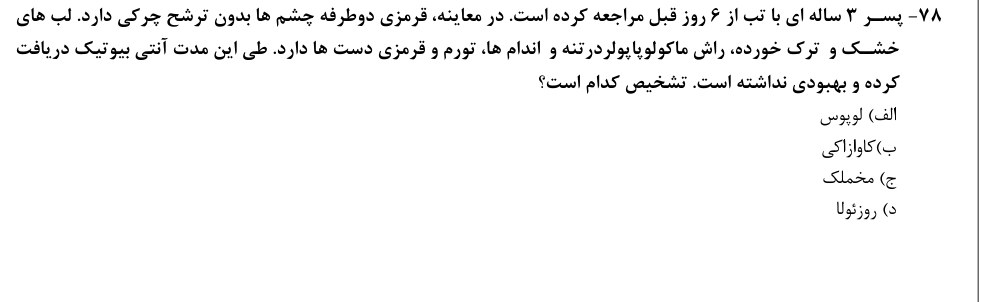 ۷۸- پســر ۳ ساله ای با تب از ۶ روز قبل مراجعه کرده است. در معاینه، قرمزی دوطرفه چشم ها بدون ترشح چرکی دارد. لب های
خشــک و ترک خورده، راش ماکولوپاپولردرتنه و اندام ها، تورم و قرمزی دست ها دارد. طی این مدت آنتی بیوتیک دریافت
کرده و بهبودی نداشته است. تشخیص کدام است؟
الف) لوپوس
ب)کاوازاکی
ج) مخملک
د) روزئولا